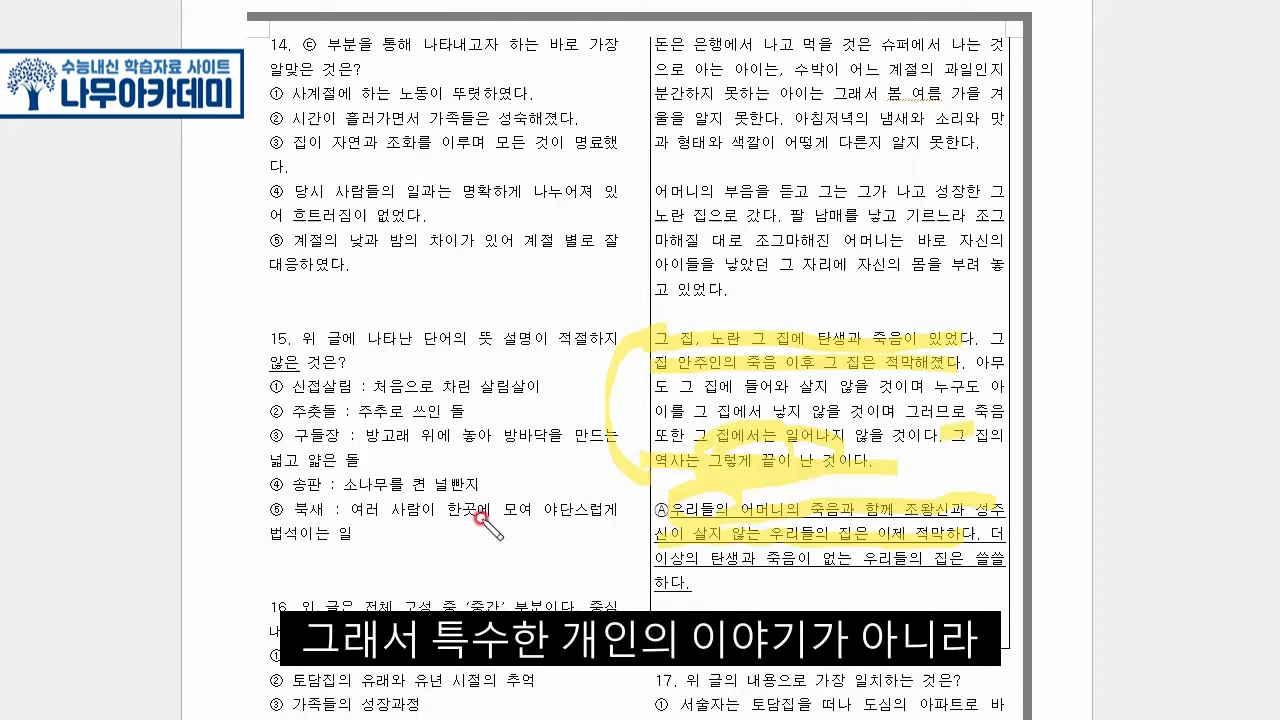 수능내신 학습자료 사이트
나무아카데미
14. ⓒ 부분을 통해 나타내고자 하는 바로 가장
알맞은 것은?
① 사계절에 하는 노동이 뚜렷하였다.
② 시간이 흘러가면서 가족들은 성숙해졌다.
③ 집이 자연과 조화를 이루며 모든 것이 명료했
다.
④ 당시 사람들의 일과는 명확하게 나누어져 있
어 흐트러짐이 없었다.
⑤ 계절의 낮과 밤의 차이가 있어 계절 별로 잘
대응하였다.
15. 위 글에 나타난 단어의 뜻 설명이 적절하지
않은 것은?
① 신접살림 : 처음으로 차린 살림살이
② 주춧돌 : 주추로 쓰인 돌
③ 구들장 : 방고래 위에 놓아 방바닥을 만드는
넓고 얇은 돌
④ 송판 : 소나무를 켠 널빤지
⑤ 북새 : 여러 사람이 한곳에 모여 야단스럽게
법석이는 일
16. 위 글은 전체 구성 중 '중간' 부분이다. 중심
② 토담집의 유래와 유년 시절의 추억
③ 가족들의 성장과정
돈은 은행에서 나고 먹을 것은 슈퍼에서 나는 것
으로 아는 아이는, 수박이 어느 계절의 과일인지
분간하지 못하는 아이는 그래서 봄 여름 가을 겨
울을 알지 못한다. 아침저녁의 냄새와 소리와 맛
과 형태와 색깔이 어떻게 다른지 알지 못한다.
어머니의 부음을 듣고 그는 그가 나고 성장한 그
노란 집으로 갔다. 팔 남매를 낳고 기르느라 조그
마해질 대로 조그마해진 어머니는 바로 자신의
아이들을 낳았던 그 자리에 자신의 몸을 부려 놓
고 있었다.
그 집, 노란 그 집에 탄생과 죽음이 있었다. 그
집 안주인의 죽음 이후 그 집은 적막해졌다. 아무
도 그 집에 들어와 살지 않을 것이며 누구도 아
이를 그 집에서 낳지 않을 것이며 그러므로 죽음
또한 그 집에서는 일어나지 않을 것이다. 그 집의
역사는 그렇게 끝이 난 것이다.
Ⓐ우리들의 어머니의 죽음과 함께 조왕신과 성주
신이 살지 않는 우리들의 집은 이제 적막하다. 더
이상의 탄생과 죽음이 없는 우리들의 집은 쓸쓸
하다.
17. 위 글의 내용으로 가장 일치하는 것은?
① 서술자는 토담집을 떠나 도심의 아파트로 바
그래서 특수한 개인의 이야기가 아니라